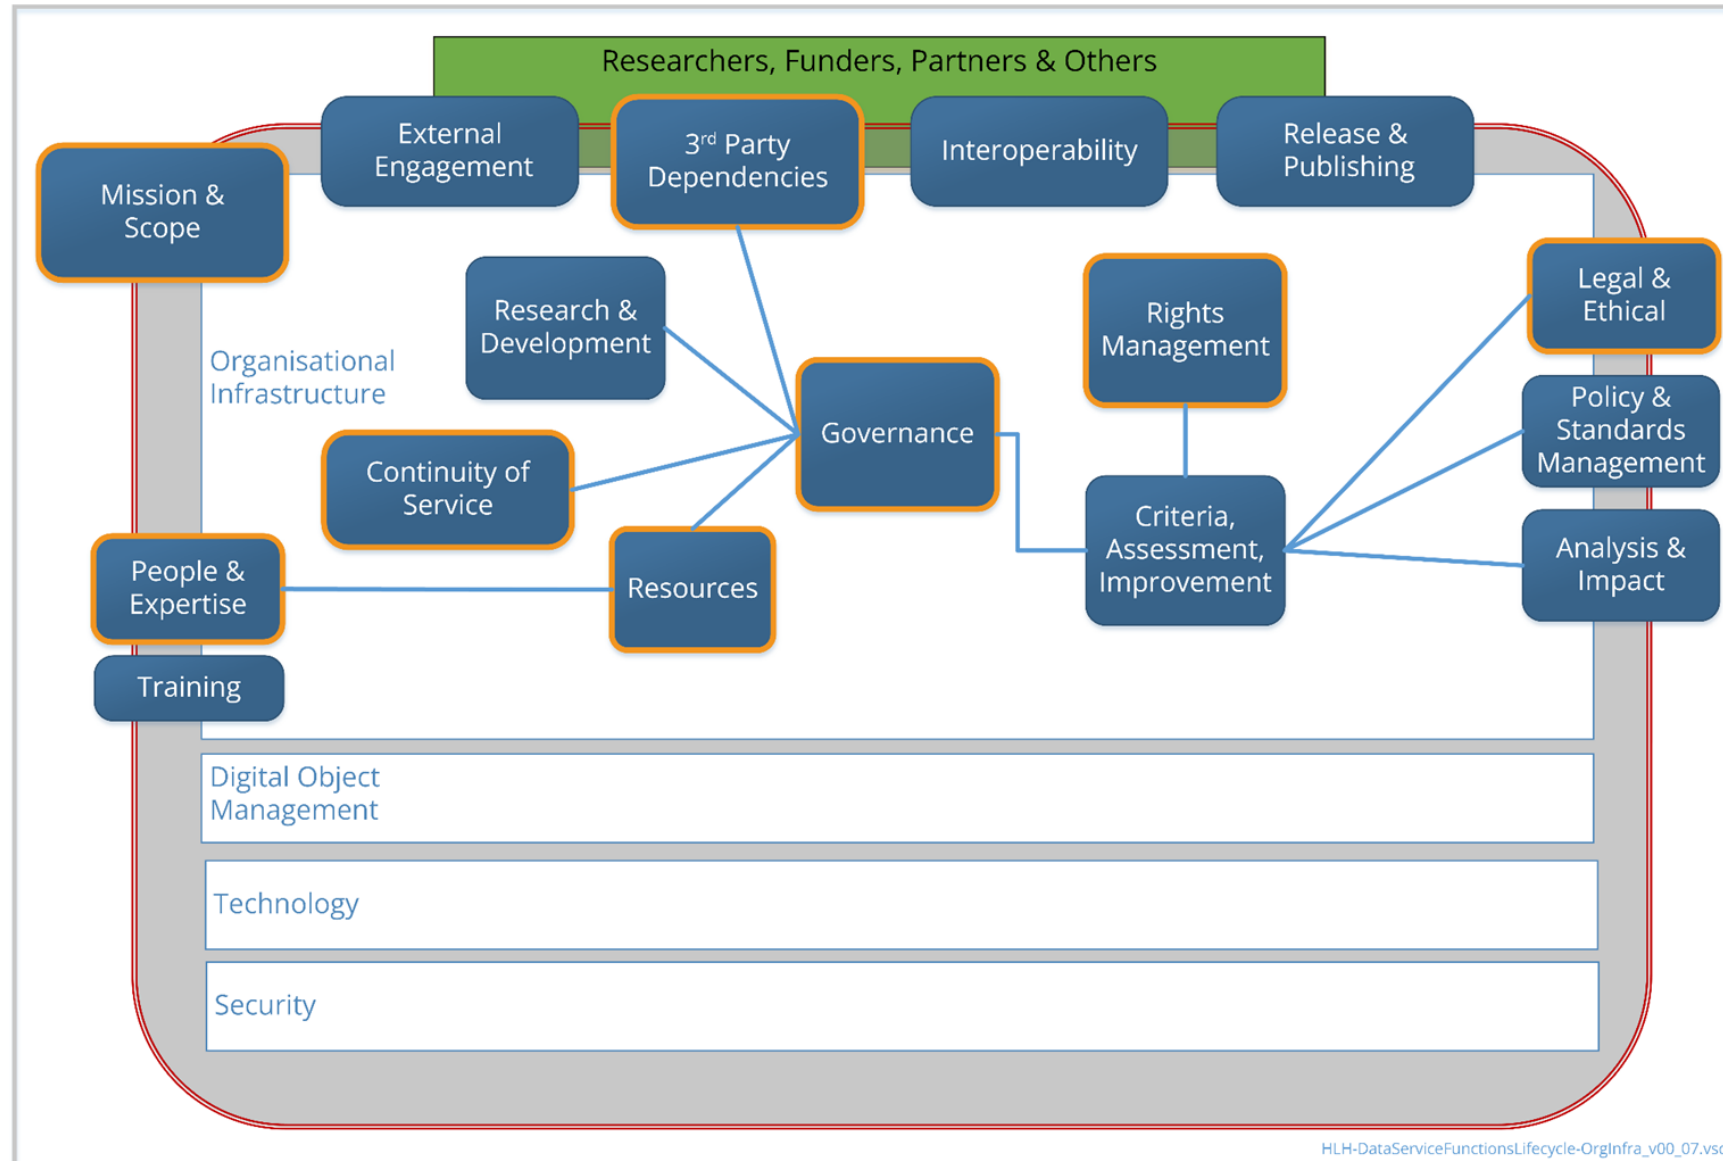 Researchers, Funders, Partners & Others
External
Engagement
3rd Party
Dependencies
Interoperability
Release &
Publishing
Mission &
Scope
Research &
Development
Rights
Management
Legal &
Ethical
Organisational
Infrastructure
Governance
Policy &
Standards
Management
Continuity of
Service
Criteria,
Assessment,
Improvement
Analysis &
Impact
People &
Expertise
Resources
Training
Digital Object
Management
Technology
Security
HLH-DataServiceFunctionsLifecycle-OrgInfra_v00_07.vsd